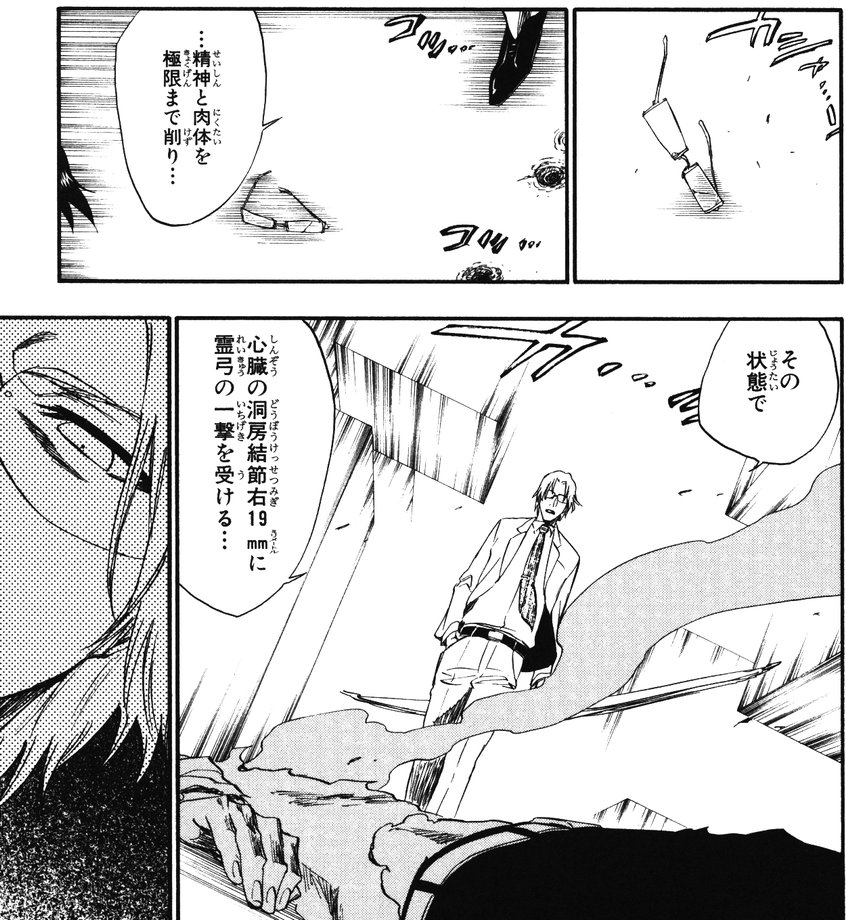 カシャ…
コッ
コッ…
…精神と肉体を
極限まで削り…
その
状態で
心臓の洞房結節右19㎜に
霊弓の一撃を受ける…